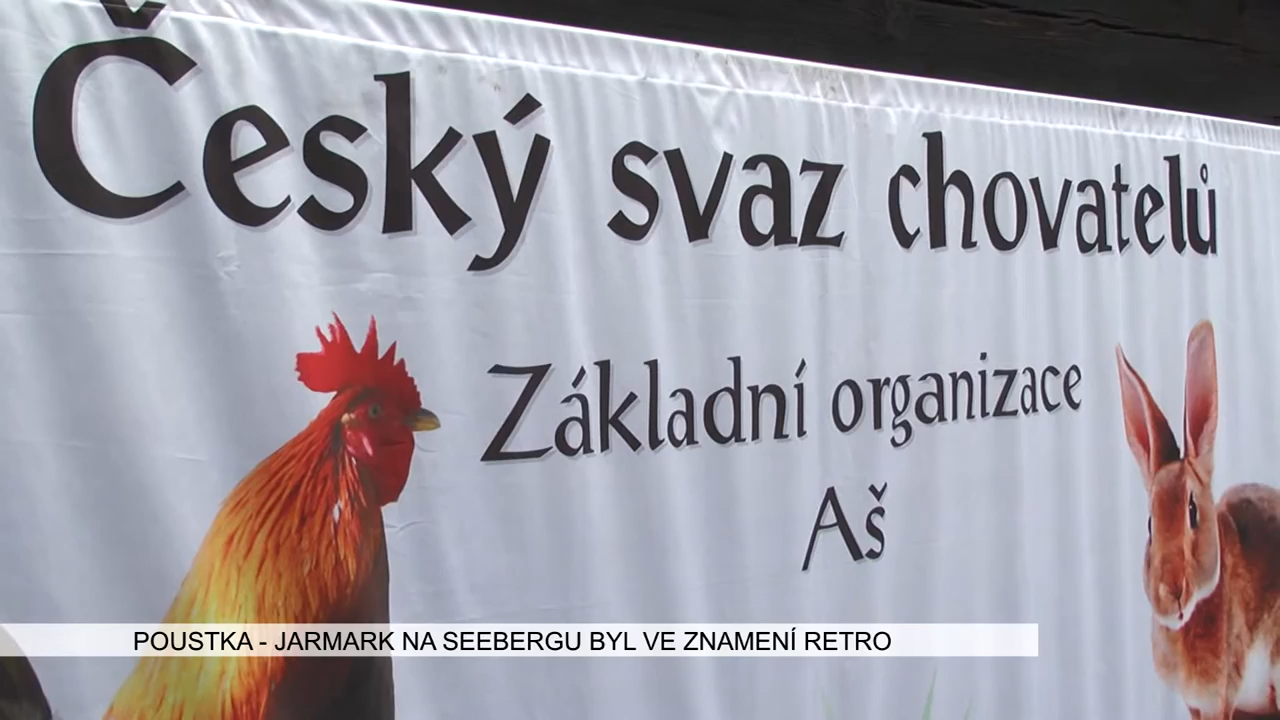 Český svaz chovatelů
Základní organizace
Aš
POUSTKA - JARMARK NA SEEBERGU BYL VE ZNAMENÍ RETRO